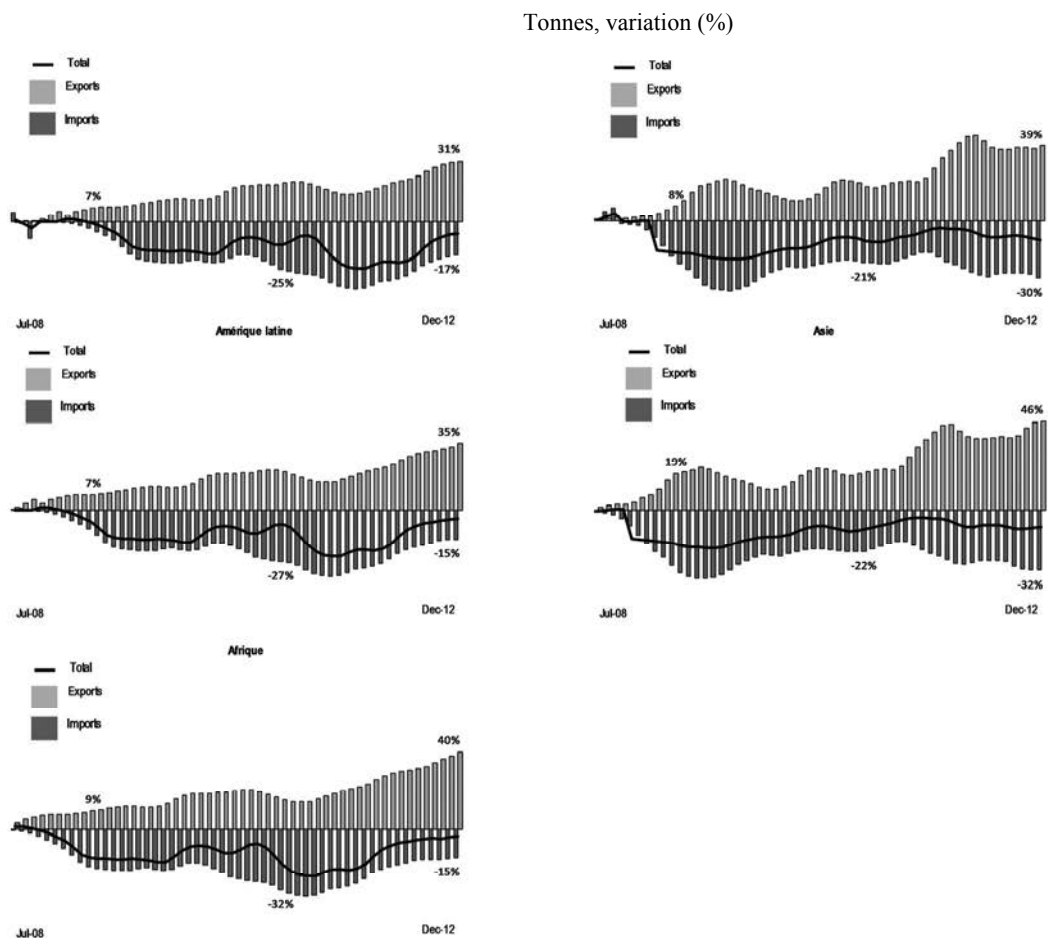 Tonnes, variation (%)
Total
Exports
Imports
31%
7%
-25%
-17%
Jul-08
Dec-12
Total
Exports
Imports
39%
8%
-21%
-30%
Jul-08
Dec-12
Amérique latine
Total
Exports
Imports
35%
7%
-27%
-15%
Jul-08
Dec-12
Asie
Total
Exports
Imports
46%
19%
-22%
-32%
Jul-08
Dec-12
Afrique
Total
Exports
Imports
40%
9%
-32%
-15%
Jul-08
Dec-12